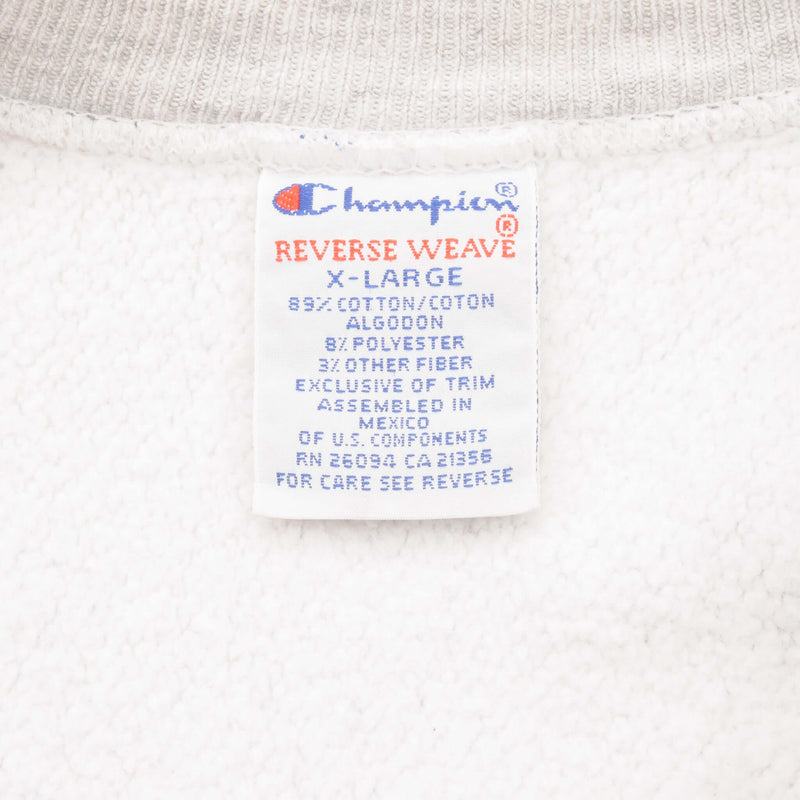 Champion®
REVERSE WEAVE®
X-LARGE
89% COTTON/COTON
ALGODON
8% POLYESTER
3% OTHER FIBER
EXCLUSIVE OF TRIM
ASSEMBLED IN
MEXICO
OF U.S. COMPONENTS
RN 26094 CA 21356
FOR CARE SEE REVERSE